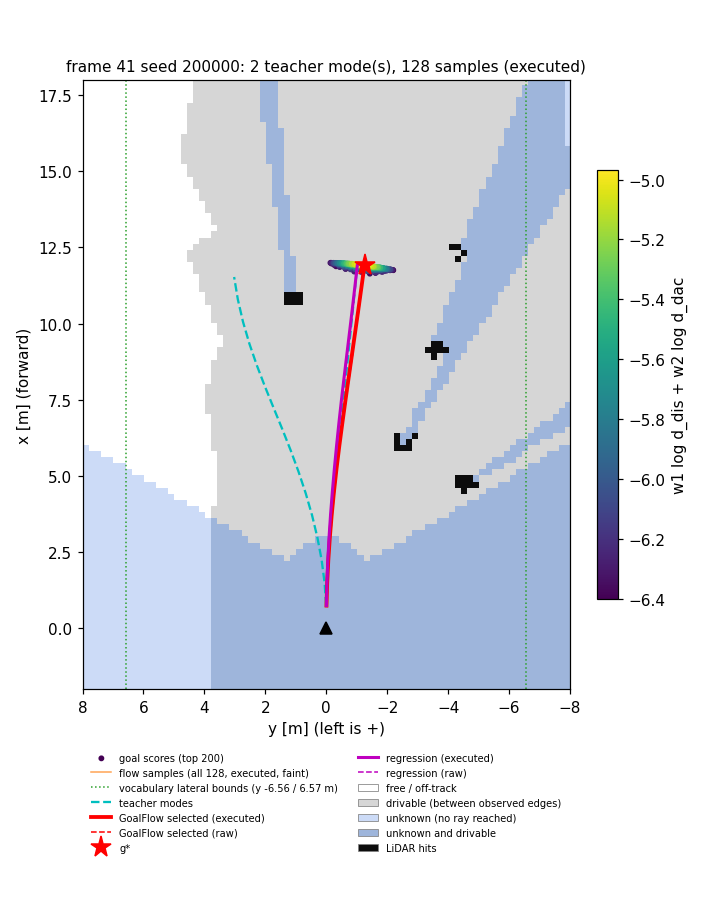 frame 41 seed 200000: 2 teacher mode(s), 128 samples (executed)
17.5
15.0
12.5
10.0
7.5
5.0
2.5
0.0
x [m] (forward)
8 6 4 2 0 −2 −4 −6 −8
y [m] (left is +)
−5.0
−5.2
−5.4
−5.6
−5.8
−6.0
−6.2
−6.4
w1 log d_dis + w2 log d_dac
goal scores (top 200)
flow samples (all 128, executed, faint)
vocabulary lateral bounds (y -6.56 / 6.57 m)
teacher modes
GoalFlow selected (executed)
GoalFlow selected (raw)
g*
regression (executed)
regression (raw)
free / off-track
drivable (between observed edges)
unknown (no ray reached)
unknown and drivable
LiDAR hits